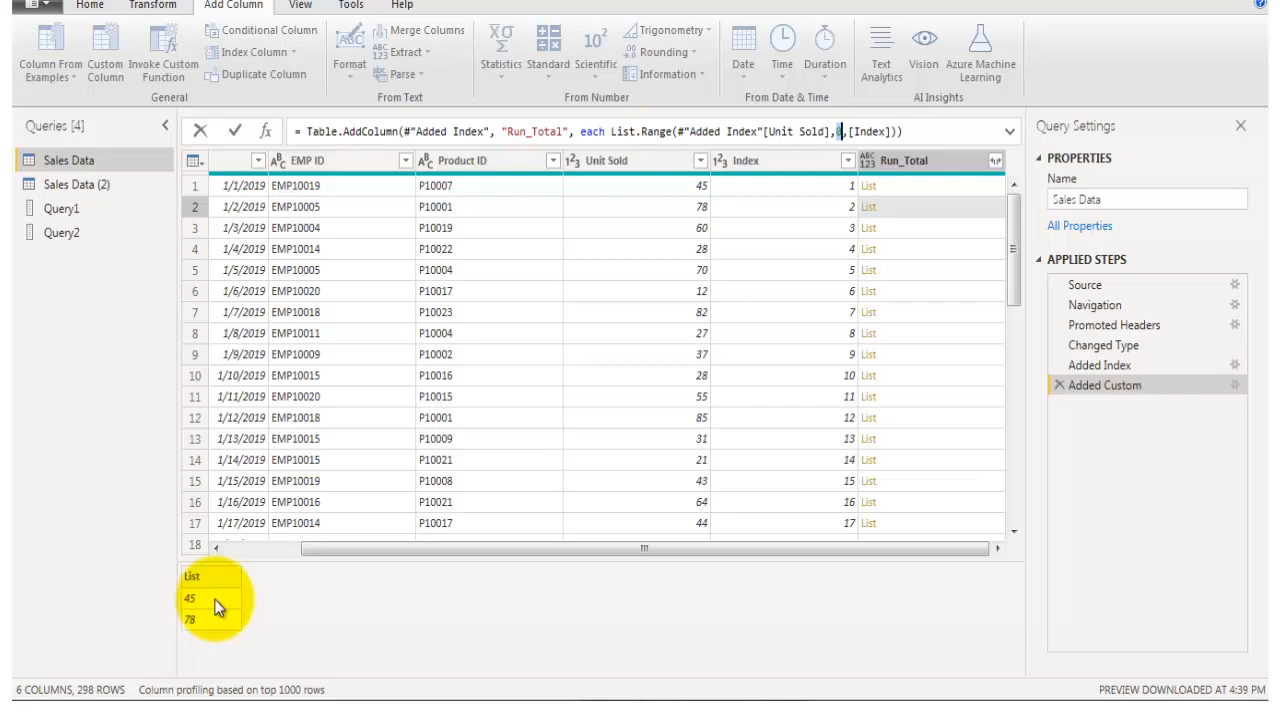 Home Transform Add Column View Tools Help
Column From Examples
Custom Column
Invoke Custom Function
Conditional Column
Index Column
Duplicate Column
General
Format
ABC
Merge Columns
ABC 123 Extract
abc Parse
From Text
Statistics
Standard
10² Scientific
Trigonometry
Rounding
Information
From Number
Date
Time
Duration
From Date & Time
Text Analytics
Vision
Azure Machine Learning
AI Insights
Queries [4]
Sales Data
Sales Data (2)
Query1
Query2
fx = Table.AddColumn(#"Added Index", "Run_Total", each List.Range(#"Added Index"[Unit Sold],0,[Index]))
ABC EMP ID ABC Product ID 123 Unit Sold 123 Index ABC 123 Run_Total
1 1/1/2019 EMP10019 P10007 45 1 List
2 1/2/2019 EMP10005 P10001 78 2 List
3 1/3/2019 EMP10004 P10019 60 3 List
4 1/4/2019 EMP10014 P10022 28 4 List
5 1/5/2019 EMP10005 P10004 70 5 List
6 1/6/2019 EMP10020 P10017 12 6 List
7 1/7/2019 EMP10018 P10023 82 7 List
8 1/8/2019 EMP10011 P10004 27 8 List
9 1/9/2019 EMP10009 P10002 37 9 List
10 1/10/2019 EMP10015 P10016 28 10 List
11 1/11/2019 EMP10020 P10015 55 11 List
12 1/12/2019 EMP10018 P10001 85 12 List
13 1/13/2019 EMP10015 P10009 31 13 List
14 1/14/2019 EMP10015 P10021 21 14 List
15 1/15/2019 EMP10019 P10008 43 15 List
16 1/16/2019 EMP10016 P10021 64 16 List
17 1/17/2019 EMP10014 P10017 44 17 List
18
List
45
78
Query Settings
PROPERTIES
Name
Sales Data
All Properties
APPLIED STEPS
Source
Navigation
Promoted Headers
Changed Type
Added Index
Added Custom
6 COLUMNS, 298 ROWS Column profiling based on top 1000 rows
PREVIEW DOWNLOADED AT 4:39 PM